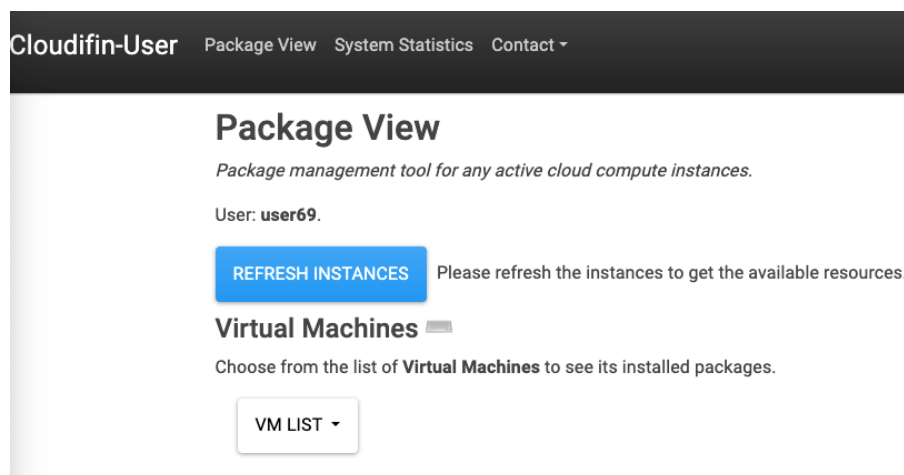 Cloudifin-User Package View System Statistics Contact
Package View
Package management tool for any active cloud compute instances.
User: user69.
REFRESH INSTANCES Please refresh the instances to get the available resources.
Virtual Machines
Choose from the list of Virtual Machines to see its installed packages.
VM LIST